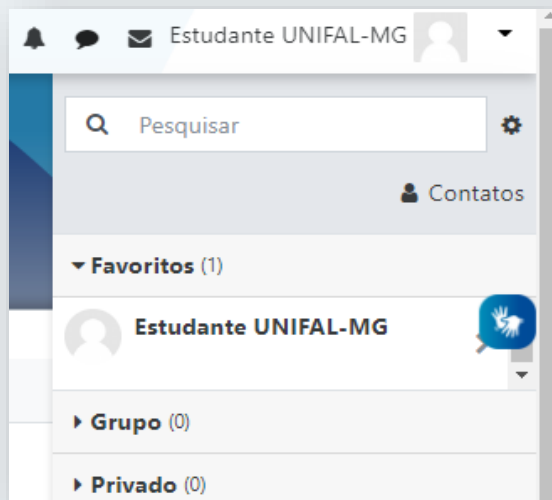 Estudante UNIFAL-MG
Pesquisar
Contatos
Favoritos (1)
Estudante UNIFAL-MG
Grupo (0)
Privado (0)